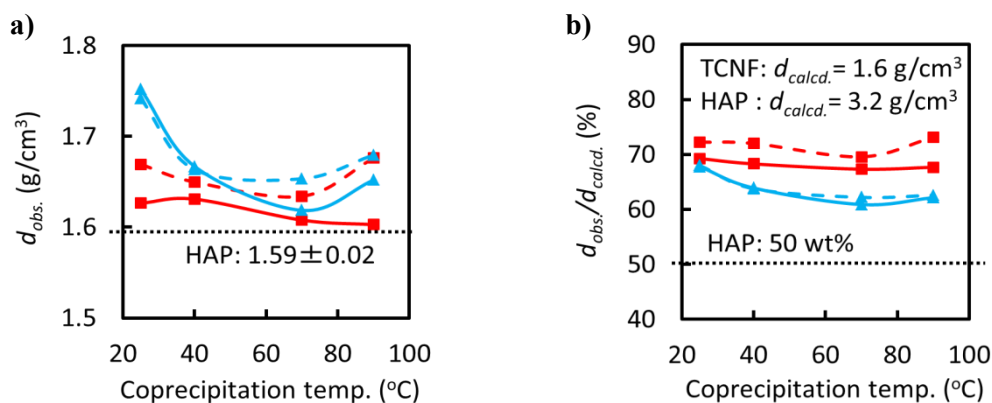 a)
1.8
1.7
1.6
1.5
d_obs. (g/cm³)
HAP: 1.59±0.02
20 40 60 80 100
Coprecipitation temp. (°C)
b)
90
80
70
60
50
40
d_obs./d_calcd. (%)
TCNF: d_calcd.= 1.6 g/cm³
HAP : d_calcd.= 3.2 g/cm³
HAP: 50 wt%
20 40 60 80 100
Coprecipitation temp. (°C)